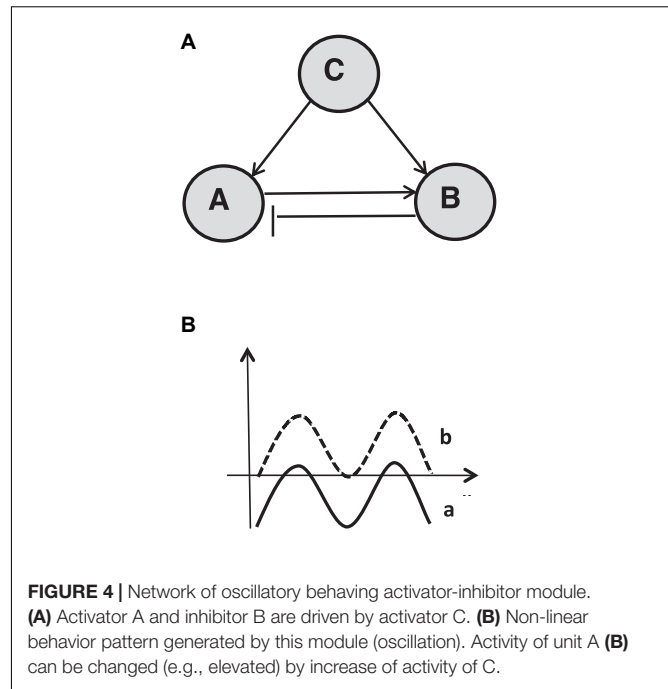 A
C
A
B
B
b
a
FIGURE 4 | Network of oscillatory behaving activator-inhibitor module.
(A) Activator A and inhibitor B are driven by activator C. (B) Non-linear
behavior pattern generated by this module (oscillation). Activity of unit A (B)
can be changed (e.g., elevated) by increase of activity of C.